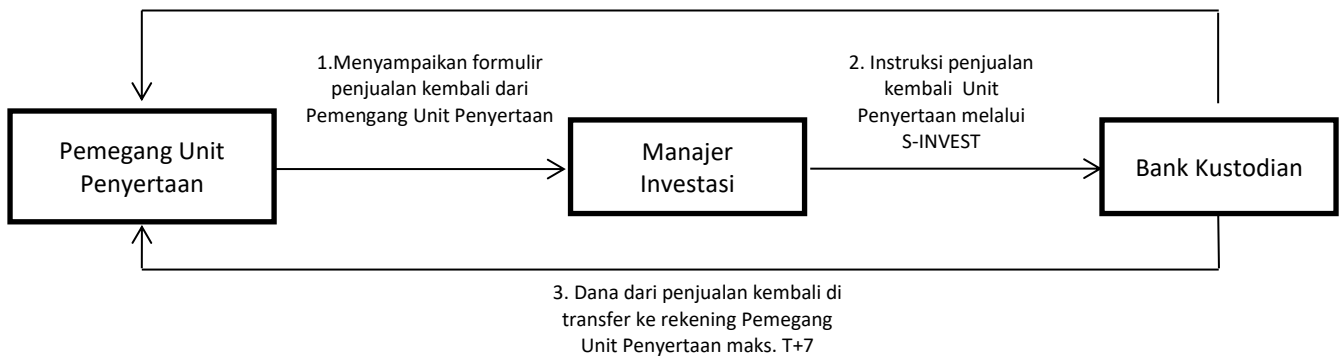 1.Menyampaikan formulir
penjualan kembali dari
Pemengang Unit Penyertaan
2. Instruksi penjualan
kembali Unit
Penyertaan melalui
S-INVEST
Pemegang Unit
Penyertaan
Manajer
Investasi
Bank Kustodian
3. Dana dari penjualan kembali di
transfer ke rekening Pemegang
Unit Penyertaan maks. T+7